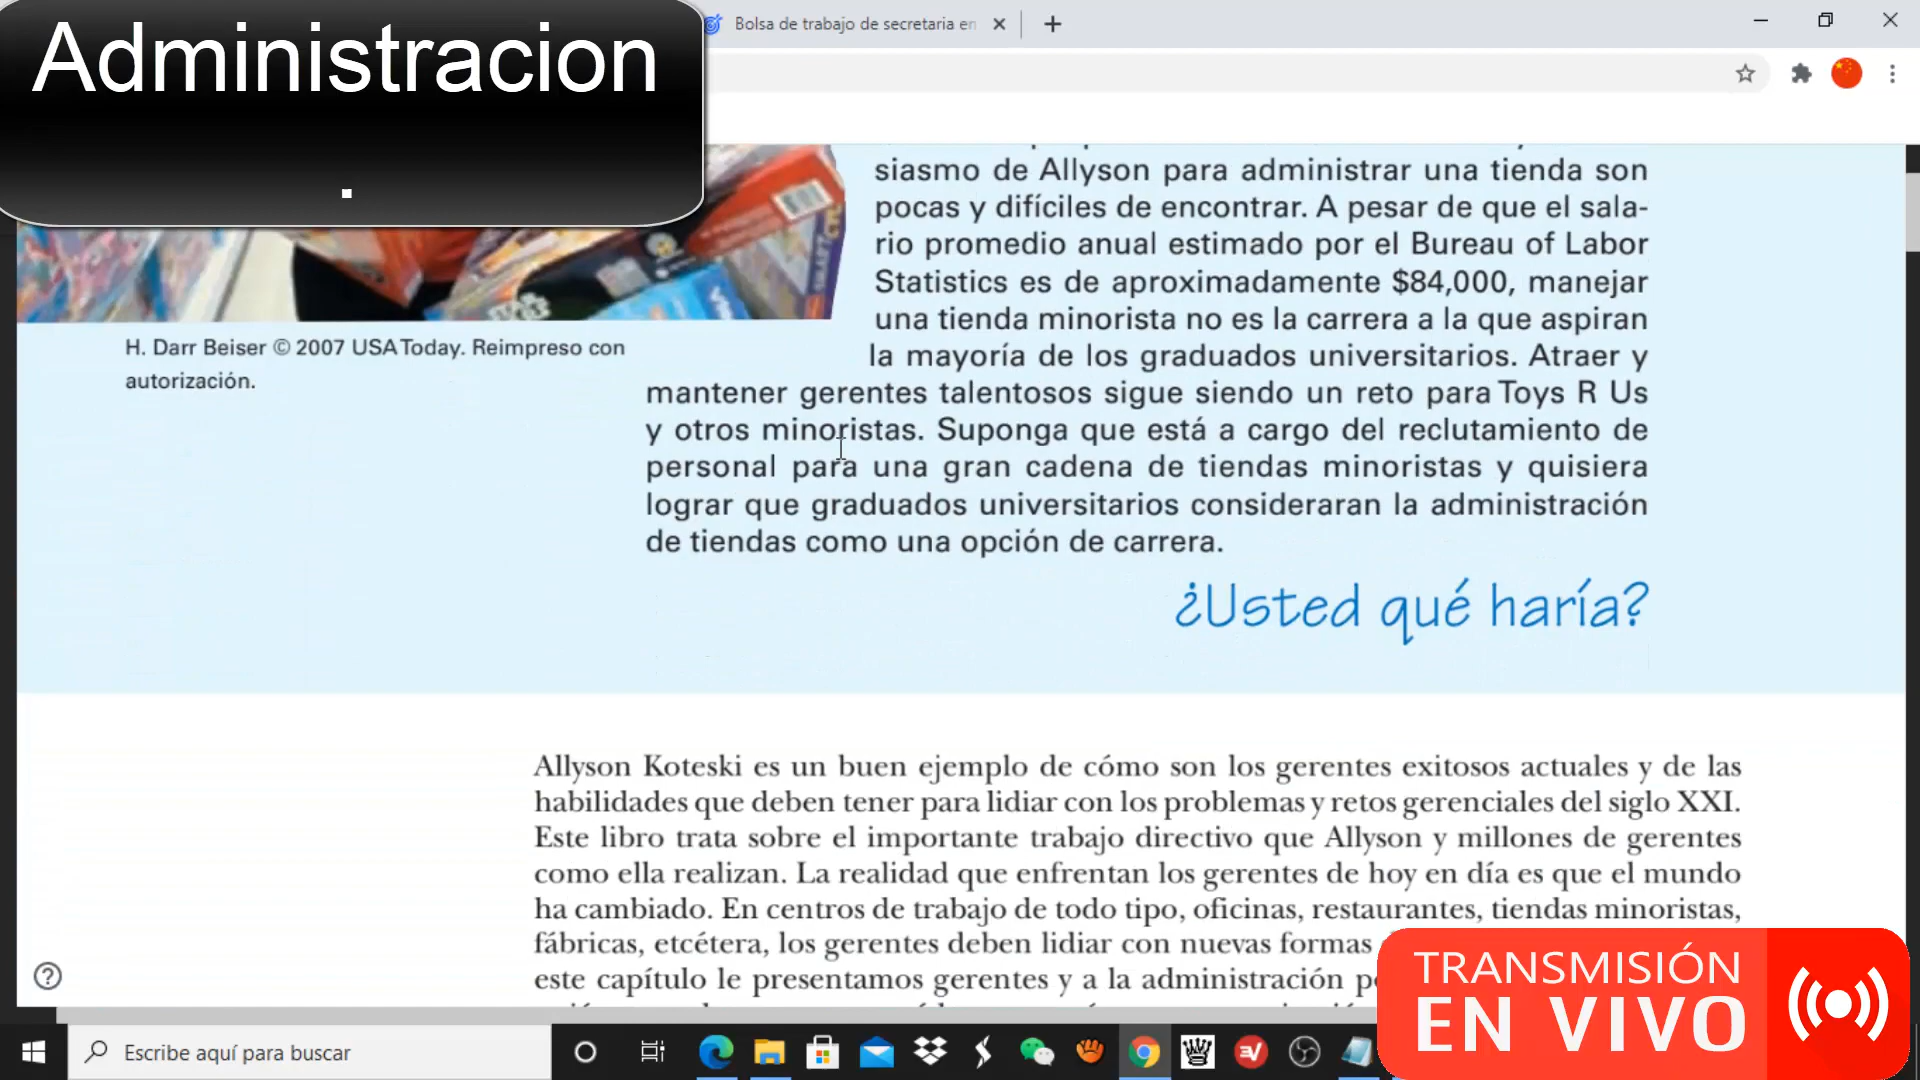 Administracion
.
Bolsa de trabajo de secretaria en
siasmo de Allyson para administrar una tienda son
pocas y difíciles de encontrar. A pesar de que el sala-
rio promedio anual estimado por el Bureau of Labor
Statistics es de aproximadamente $84,000, manejar
una tienda minorista no es la carrera a la que aspiran
la mayoría de los graduados universitarios. Atraer y
mantener gerentes talentosos sigue siendo un reto para Toys R Us
y otros minoristas. Suponga que está a cargo del reclutamiento de
personal para una gran cadena de tiendas minoristas y quisiera
lograr que graduados universitarios consideraran la administración
de tiendas como una opción de carrera.
H. Darr Beiser © 2007 USA Today. Reimpreso con
autorización.
¿Usted qué haría?
Allyson Koteski es un buen ejemplo de cómo son los gerentes exitosos actuales y de las
habilidades que deben tener para lidiar con los problemas y retos gerenciales del siglo XXI.
Este libro trata sobre el importante trabajo directivo que Allyson y millones de gerentes
como ella realizan. La realidad que enfrentan los gerentes de hoy en día es que el mundo
ha cambiado. En centros de trabajo de todo tipo, oficinas, restaurantes, tiendas minoristas,
fábricas, etcétera, los gerentes deben lidiar con nuevas formas
este capítulo le presentamos gerentes y a la administración
TRANSMISIÓN
EN VIVO
Escribe aquí para buscar